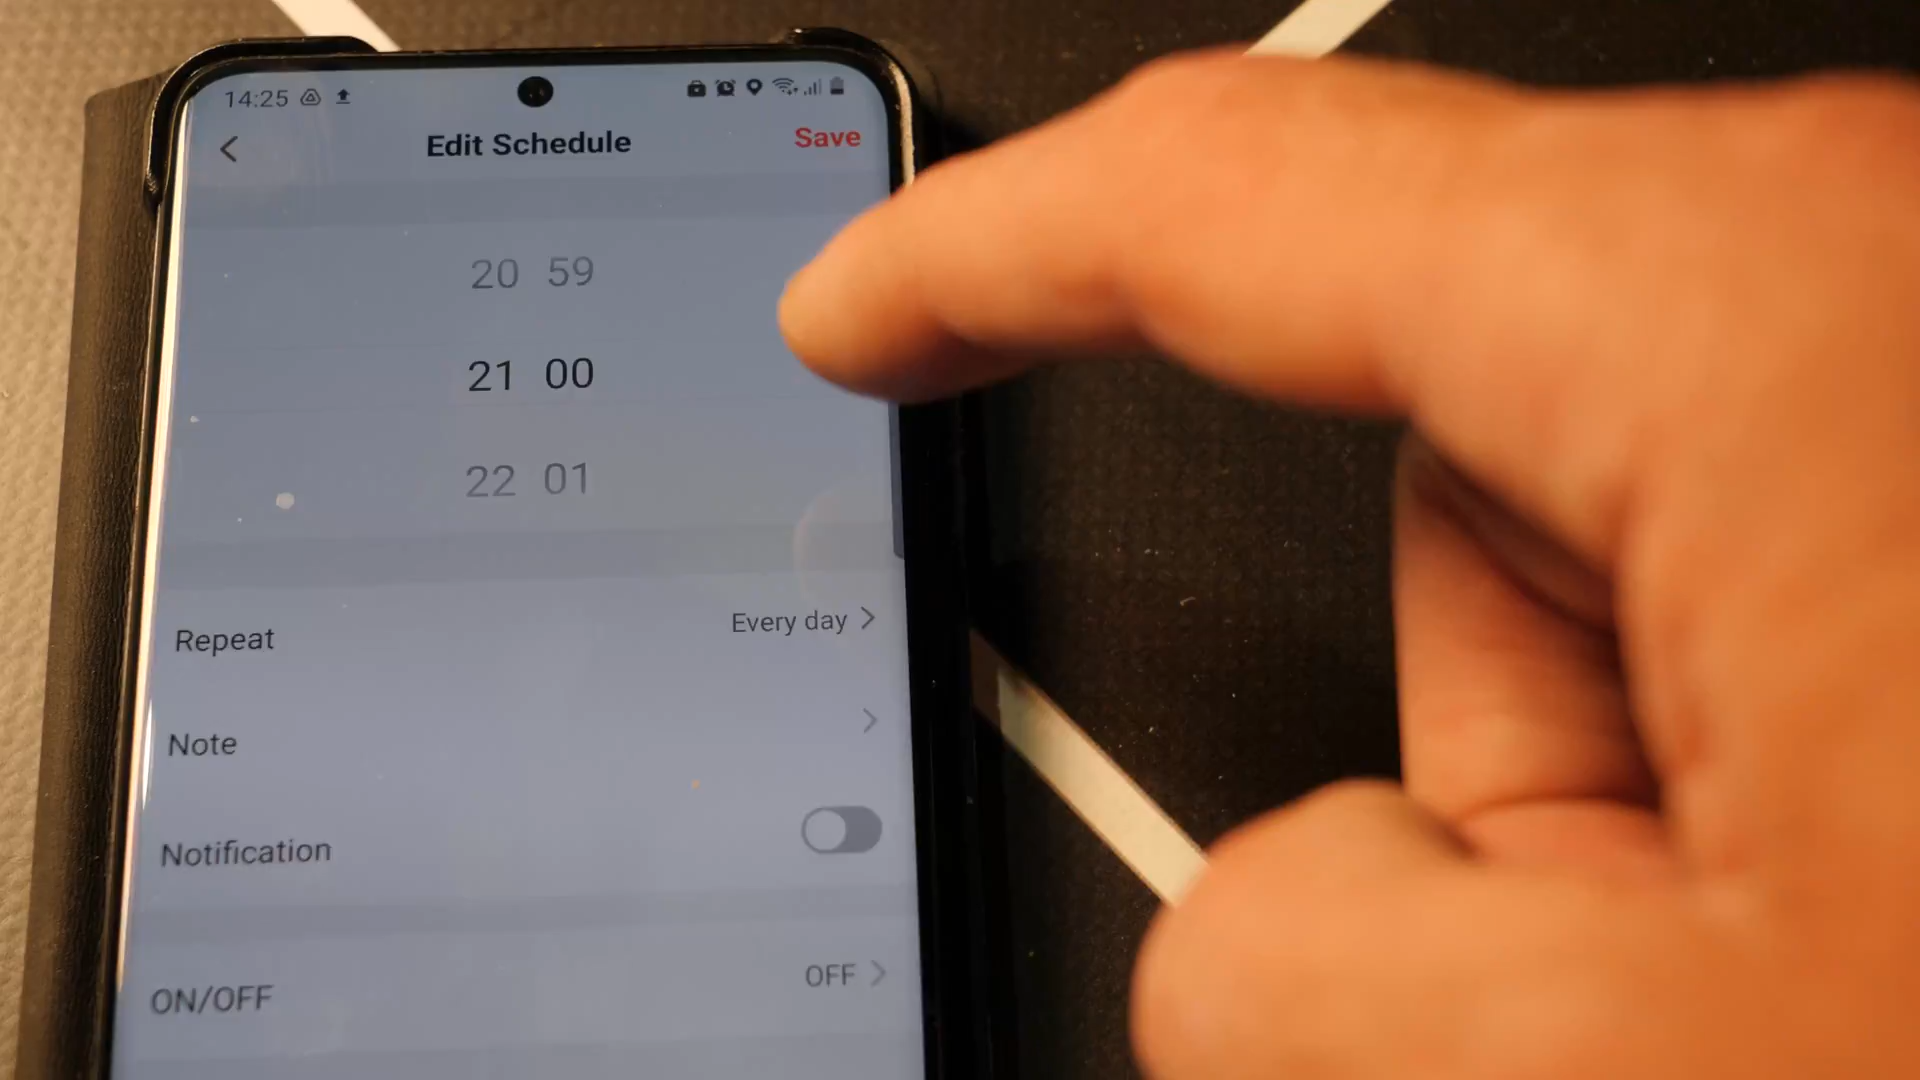 14:25
Edit Schedule
Save
20 59
21 00
22 01
Repeat
Every day
Note
Notification
ON/OFF
OFF